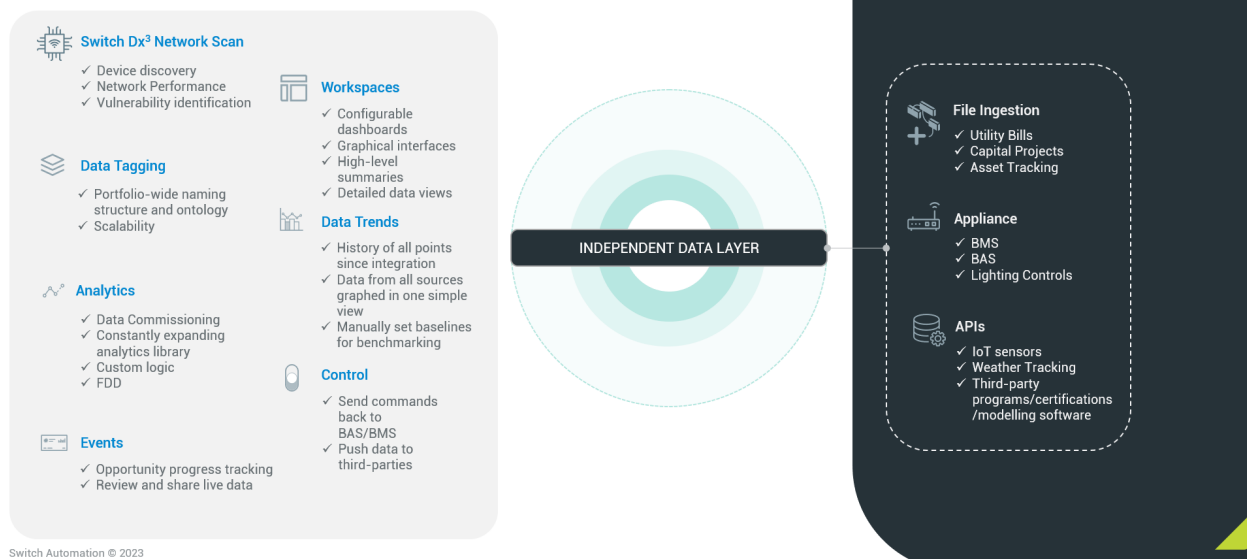 Switch Dx³ Network Scan
✓ Device discovery
✓ Network Performance
✓ Vulnerability identification
Data Tagging
✓ Portfolio-wide naming
structure and ontology
✓ Scalability
Analytics
✓ Data Commissioning
✓ Constantly expanding
analytics library
✓ Custom logic
✓ FDD
Events
✓ Opportunity progress tracking
✓ Review and share live data
Workspaces
✓ Configurable
dashboards
✓ Graphical interfaces
✓ High-level
summaries
✓ Detailed data views
Data Trends
✓ History of all points
since integration
✓ Data from all sources
graphed in one simple
view
✓ Manually set baselines
for benchmarking
Control
✓ Send commands
back to
BAS/BMS
✓ Push data to
third-parties
INDEPENDENT DATA LAYER
File Ingestion
✓ Utility Bills
✓ Capital Projects
✓ Asset Tracking
Appliance
✓ BMS
✓ BAS
✓ Lighting Controls
APIs
✓ IoT sensors
✓ Weather Tracking
✓ Third-party
programs/certifications
/modelling software
Switch Automation © 2023